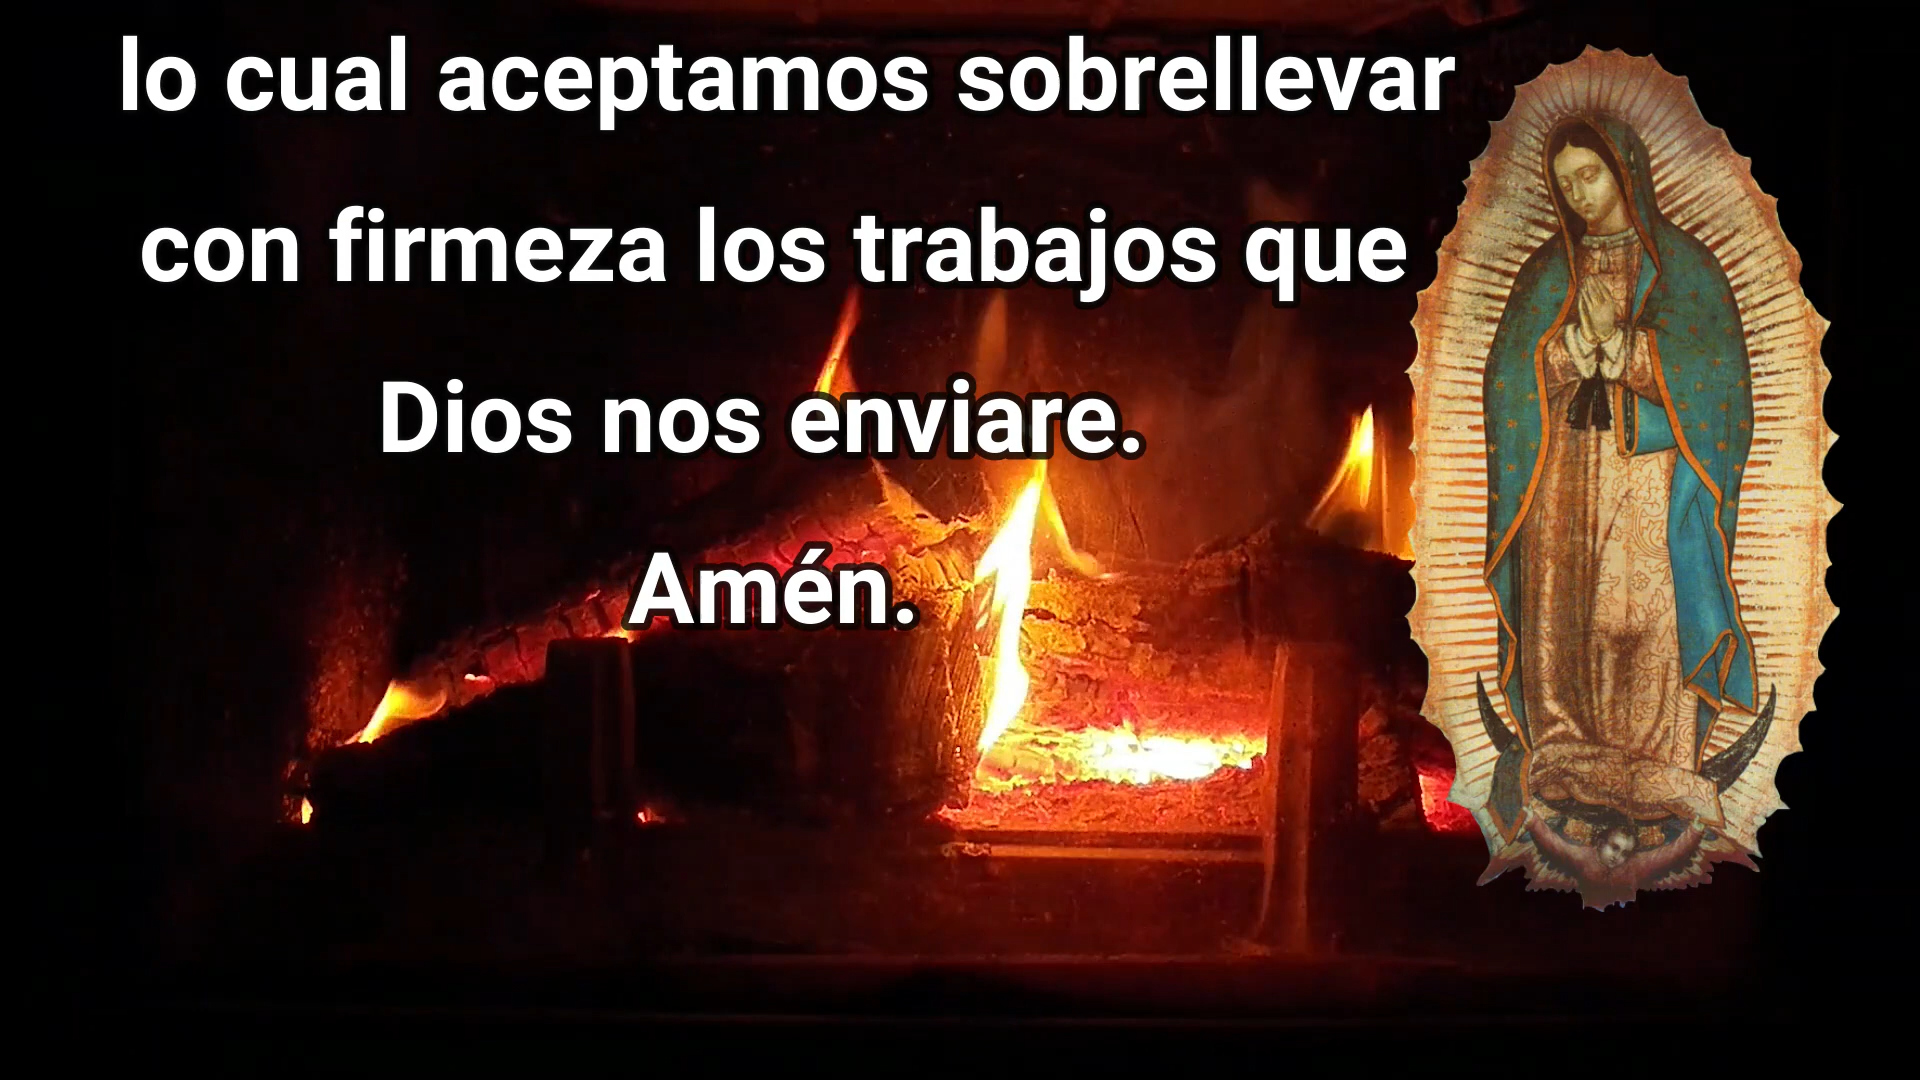 lo cual aceptamos sobrellevar
con firmeza los trabajos que
Dios nos enviare.
Amén.